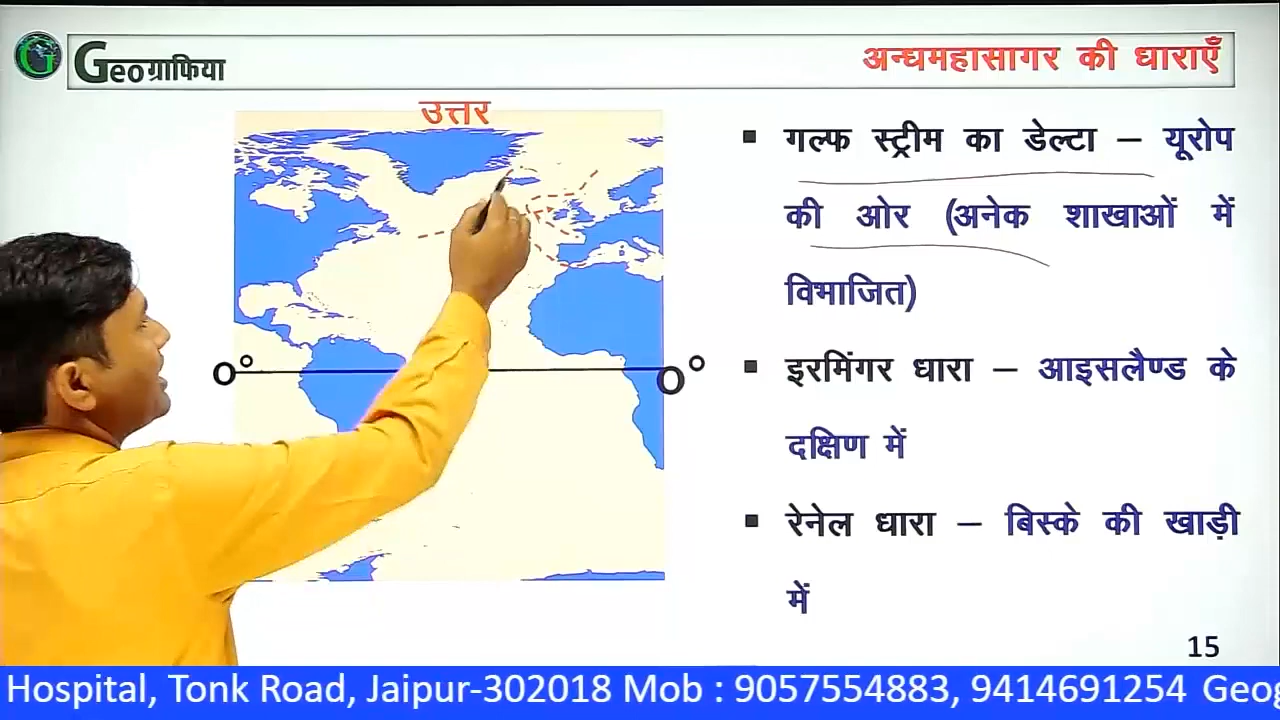 Geoग्राफिया
अन्धमहासागर की धाराएँ
उत्तर
▪ गल्फ स्ट्रीम का डेल्टा – यूरोप
की ओर (अनेक शाखाओं में
विभाजित)
▪ इरमिंगर धारा – आइसलैण्ड के
दक्षिण में
▪ रेनेल धारा – बिस्के की खाड़ी
में
0° 0°
15
Hospital, Tonk Road, Jaipur-302018 Mob : 9057554883, 9414691254 Geog